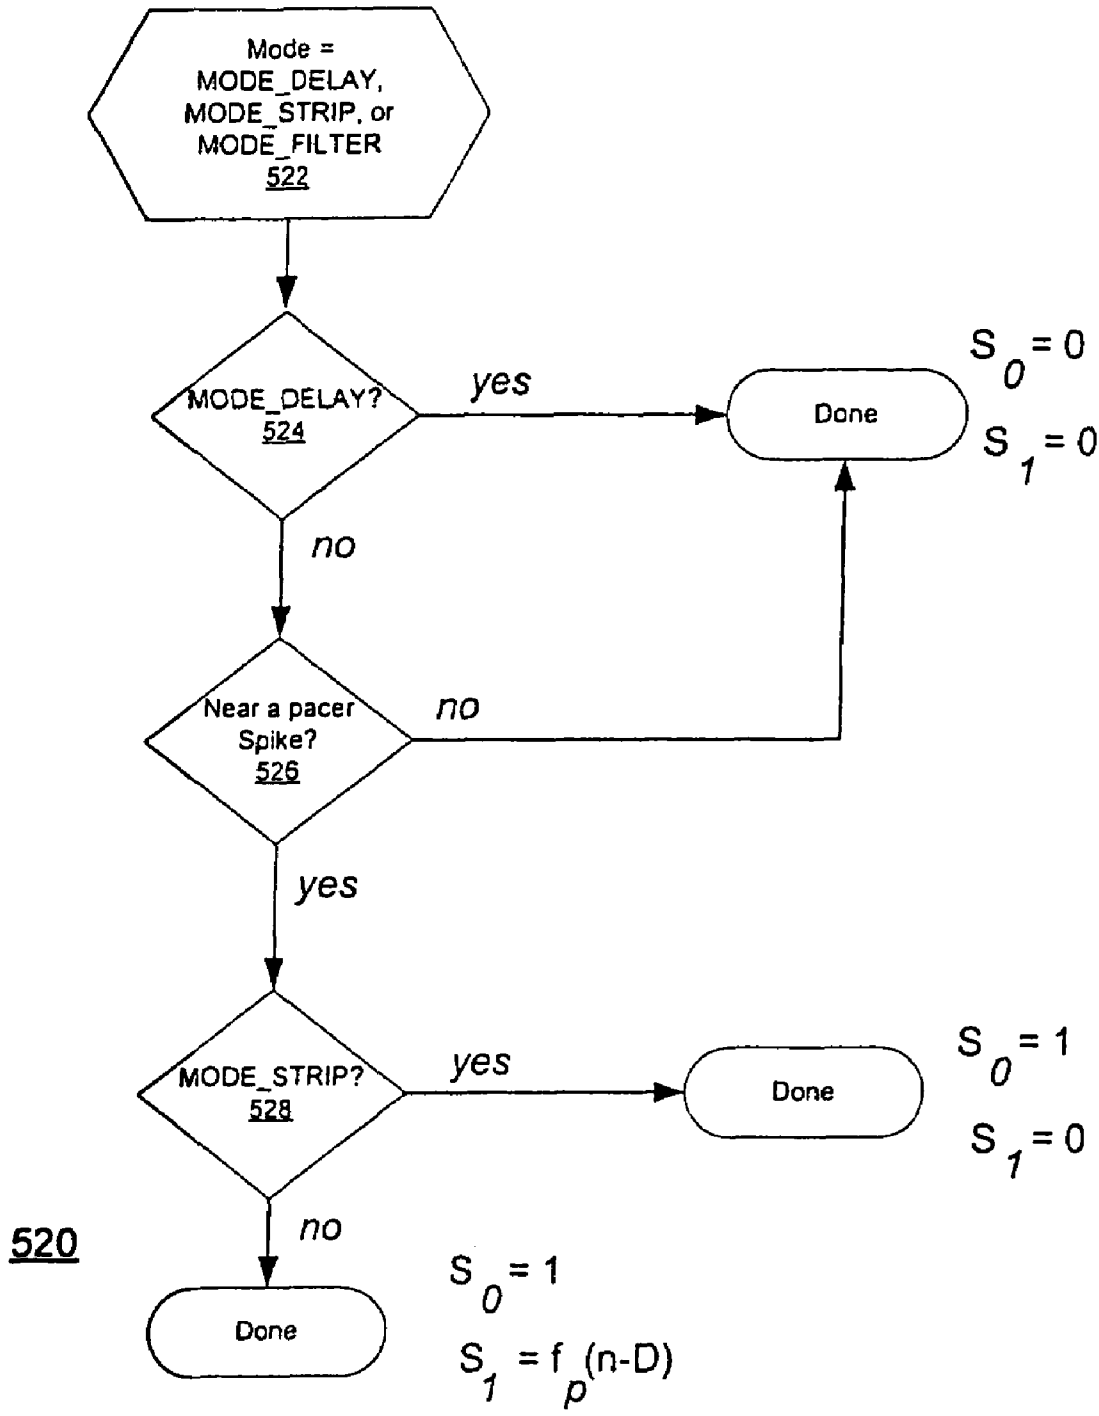 Mode =
MODE_DELAY,
MODE_STRIP, or
MODE_FILTER
522
MODE_DELAY?
524
yes
Done
S0 = 0
S1 = 0
no
Near a pacer
Spike?
526
no
yes
MODE_STRIP?
528
yes
Done
S0 = 1
S1 = 0
no
520
Done
S0 = 1
S1 = fp(n-D)